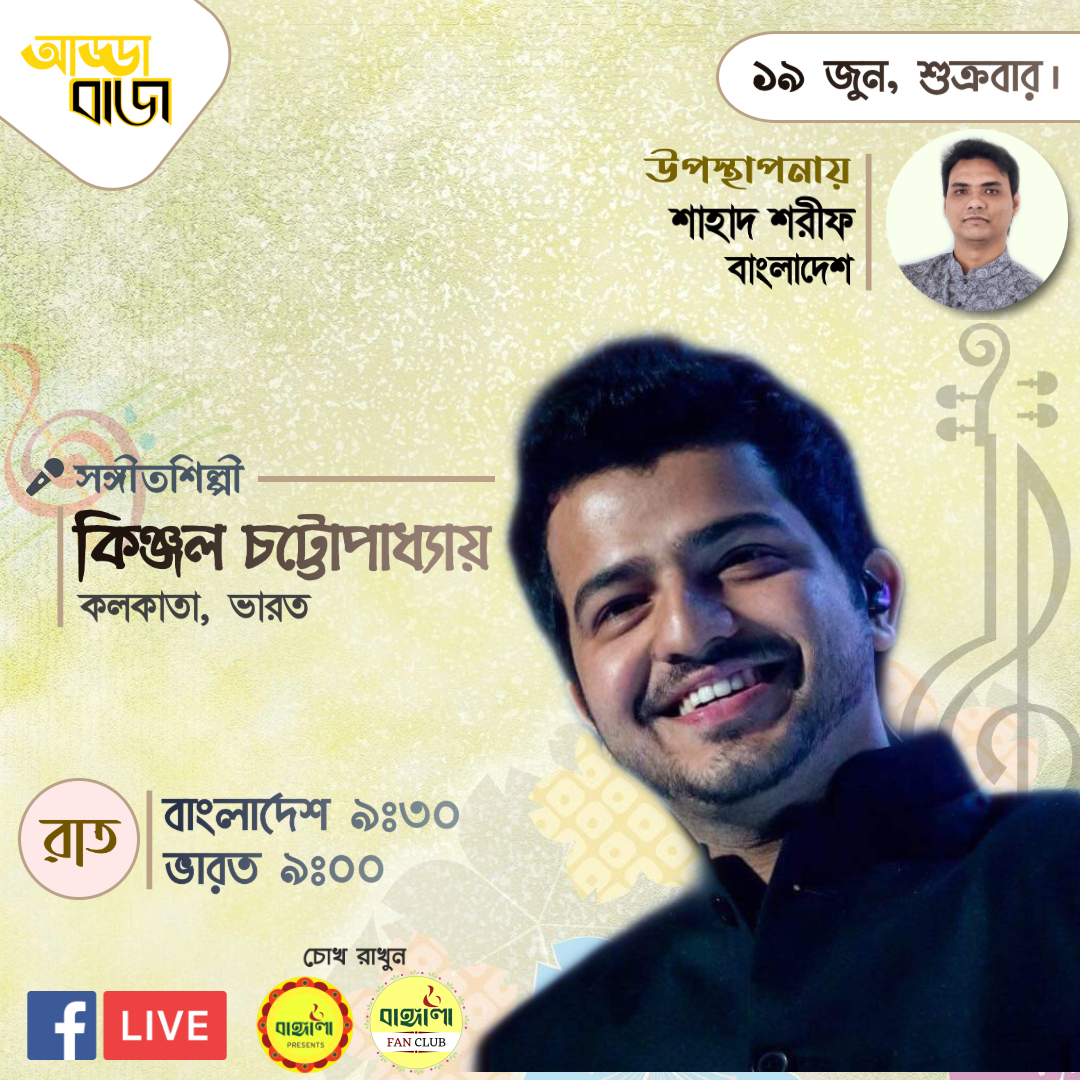 আড্ডা
বাজে
১৯ জুন, শুক্রবার।
উপস্থাপনায়
শাহাদ শরীফ
বাংলাদেশ
সঙ্গীতশিল্পী
কিঞ্জল চট্টোপাধ্যায়
কলকাতা, ভারত
রাত
বাংলাদেশ ৯ঃ৩০
ভারত ৯ঃ০০
চোখ রাখুন
f LIVE
বাঙ্গালা
PRESENTS
বাঙ্গালা
FAN CLUB